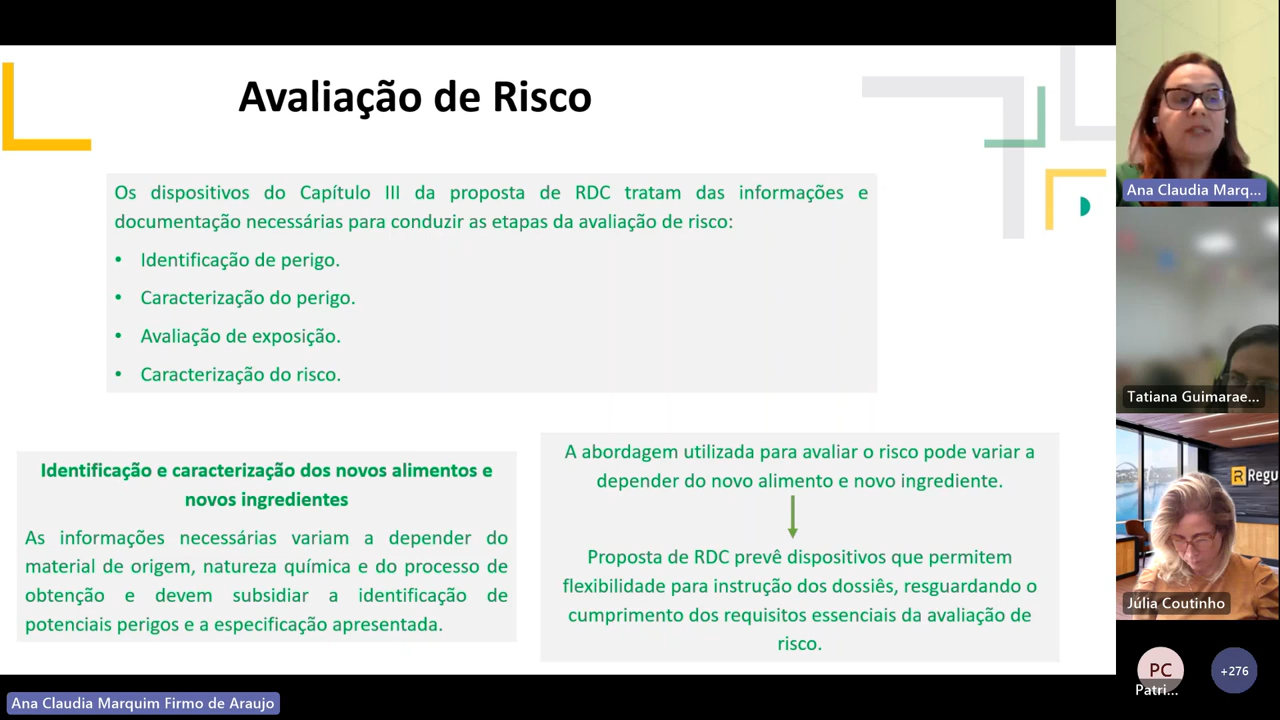 Avaliação de Risco
Os dispositivos do Capítulo III da proposta de RDC tratam das informações e
documentação necessárias para conduzir as etapas da avaliação de risco:
• Identificação de perigo.
• Caracterização do perigo.
• Avaliação de exposição.
• Caracterização do risco.
Identificação e caracterização dos novos alimentos e
novos ingredientes
As informações necessárias variam a depender do
material de origem, natureza química e do processo de
obtenção e devem subsidiar a identificação de
potenciais perigos e a especificação apresentada.
A abordagem utilizada para avaliar o risco pode variar a
depender do novo alimento e novo ingrediente.
Proposta de RDC prevê dispositivos que permitem
flexibilidade para instrução dos dossiês, resguardando o
cumprimento dos requisitos essenciais da avaliação de
risco.
Ana Claudia Marq...
Tatiana Guimarae...
Regu
Júlia Coutinho
PC
Patri...
+276
Ana Claudia Marquim Firmo de Araujo